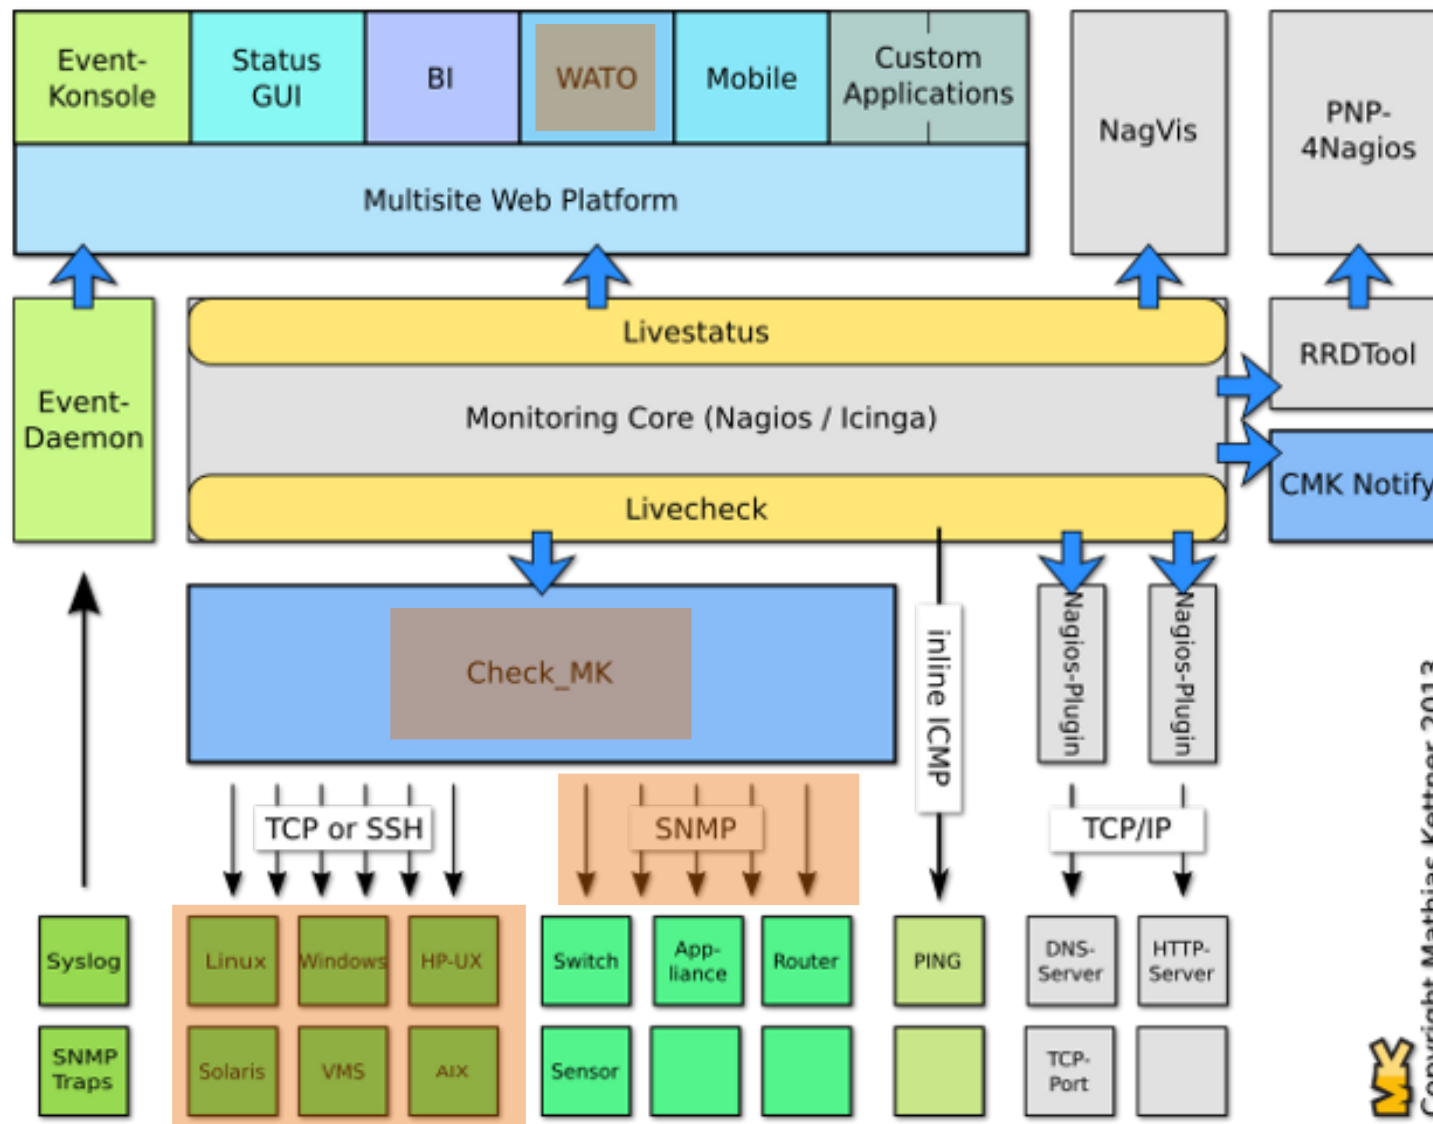 Event-
Konsole
Status
GUI
BI
WATO
Mobile
Custom
Applications
NagVis
PNP-
4Nagios
Multisite Web Platform
Event-
Daemon
Livestatus
Monitoring Core (Nagios / Icinga)
Livecheck
RRDTool
CMK Notify
Check_MK
inline ICMP
Nagios-Plugin
Nagios-Plugin
TCP or SSH
SNMP
TCP/IP
Syslog
Linux
Windows
HP-UX
Switch
App-
liance
Router
PING
DNS-
Server
HTTP-
Server
SNMP
Traps
Solaris
VMS
AIX
Sensor
TCP-
Port
Copyright Mathias Kettner 2013
MK